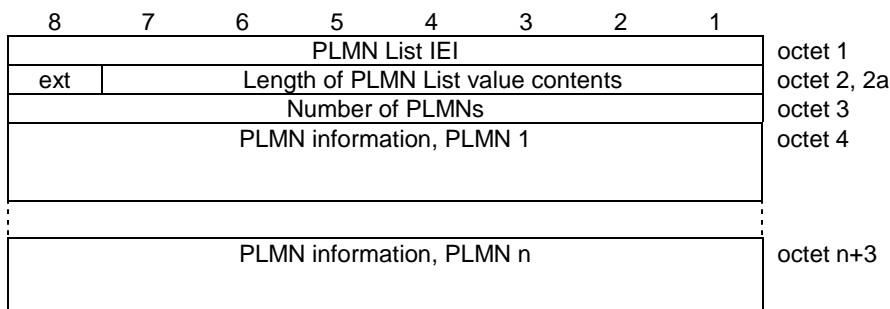 8 7 6 5 4 3 2 1
PLMN List IEI octet 1
ext Length of PLMN List value contents octet 2, 2a
Number of PLMNs octet 3
PLMN information, PLMN 1 octet 4
PLMN information, PLMN n octet n+3